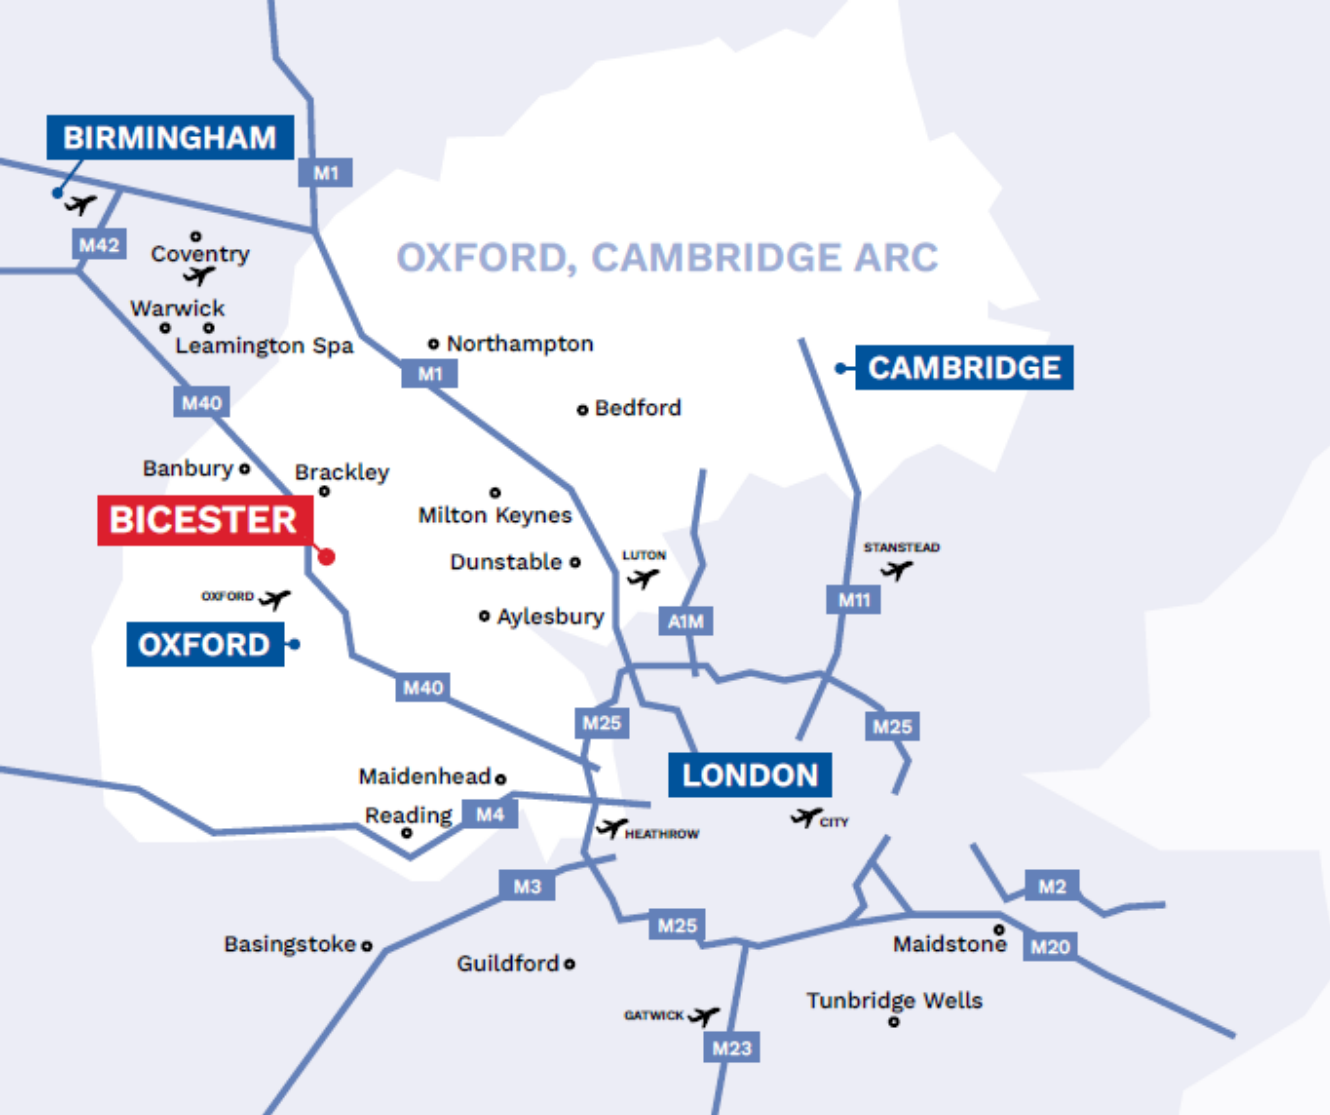 BIRMINGHAM
M1
M42
Coventry
OXFORD, CAMBRIDGE ARC
Warwick
Leamington Spa
Northampton
CAMBRIDGE
M1
M40
Bedford
Banbury
Brackley
BICESTER
Milton Keynes
STANSTEAD
LUTON
Dunstable
OXFORD
M11
Aylesbury
A1M
OXFORD
M40
M25
M25
Maidenhead
LONDON
Reading
M4
CITY
HEATHROW
M3
M2
M25
Basingstoke
Maidstone
M20
Guildford
Tunbridge Wells
GATWICK
M23